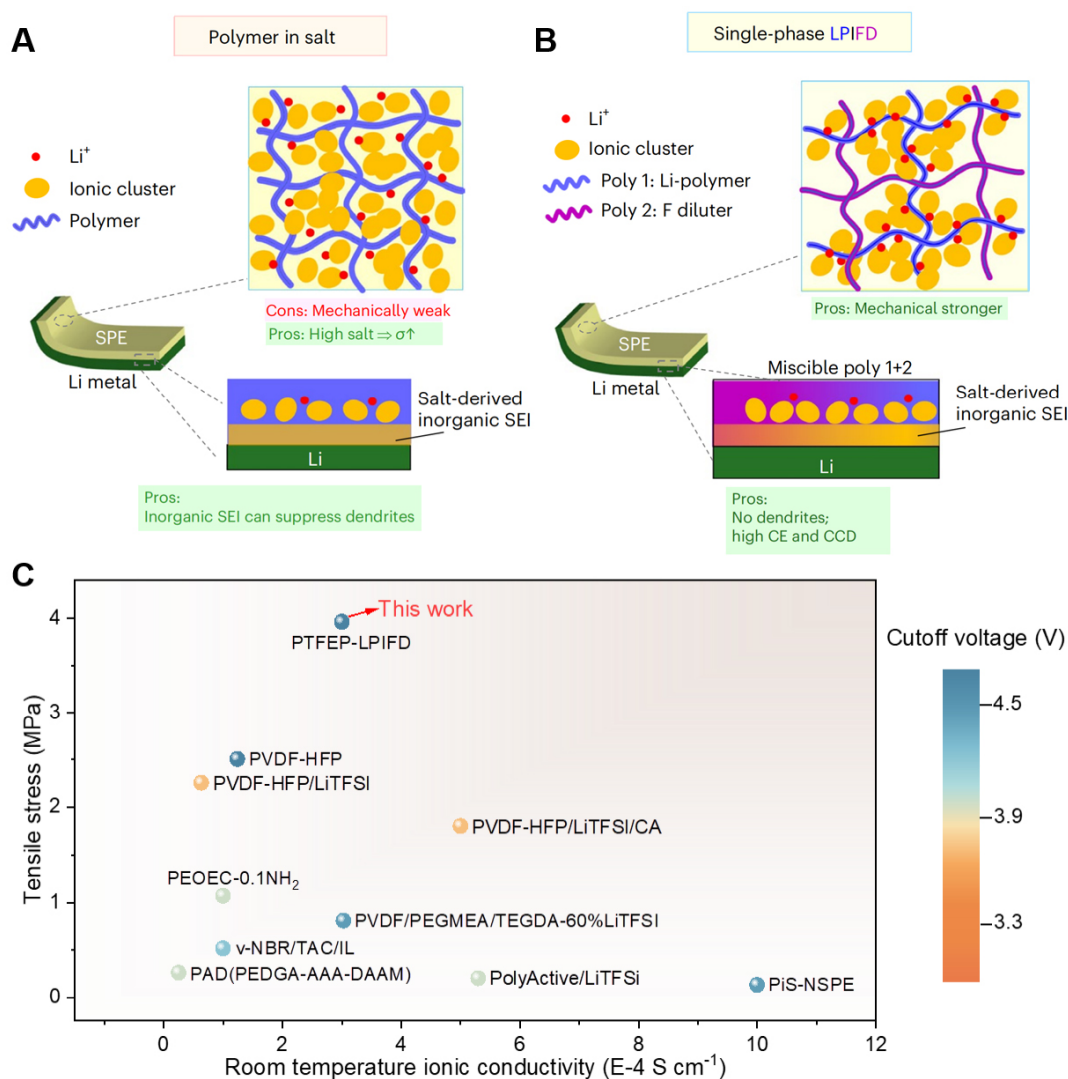 A
Polymer in salt
Li⁺
Ionic cluster
Polymer
Cons: Mechanically weak
Pros: High salt ⇒ σ↑
SPE
Li metal
Salt-derived
inorganic SEI
Li
Pros:
Inorganic SEI can suppress dendrites
B
Single-phase LPIFD
Li⁺
Ionic cluster
Poly 1: Li-polymer
Poly 2: F diluter
Pros: Mechanical stronger
SPE
Li metal
Miscible poly 1+2
Salt-derived
inorganic SEI
Li
Pros:
No dendrites;
high CE and CCD
C
Tensile stress (MPa)
4
3
2
1
0
This work
PTFEP-LPIFD
PVDF-HFP
PVDF-HFP/LiTFSI
PVDF-HFP/LiTFSI/CA
PEOEC-0.1NH₂
PVDF/PEGMEA/TEGDA-60%LiTFSI
v-NBR/TAC/IL
PAD(PEDGA-AAA-DAAM)
PolyActive/LiTFSi
PiS-NSPE
0 2 4 6 8 10 12
Room temperature ionic conductivity (E-4 S cm⁻¹)
Cutoff voltage (V)
4.5
3.9
3.3